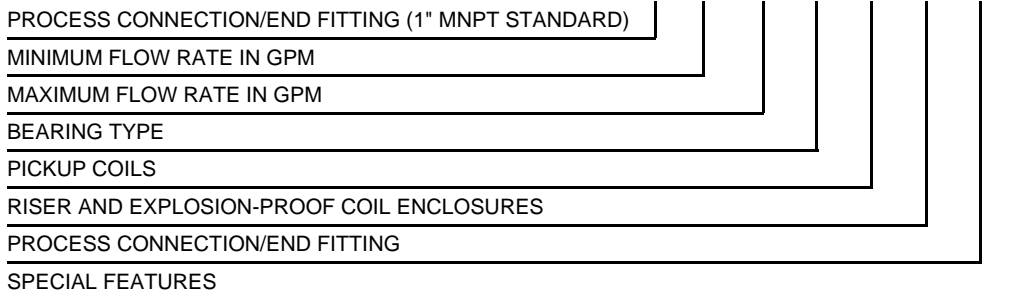 PROCESS CONNECTION/END FITTING (1" MNPT STANDARD)
MINIMUM FLOW RATE IN GPM
MAXIMUM FLOW RATE IN GPM
BEARING TYPE
PICKUP COILS
RISER AND EXPLOSION-PROOF COIL ENCLOSURES
PROCESS CONNECTION/END FITTING
SPECIAL FEATURES